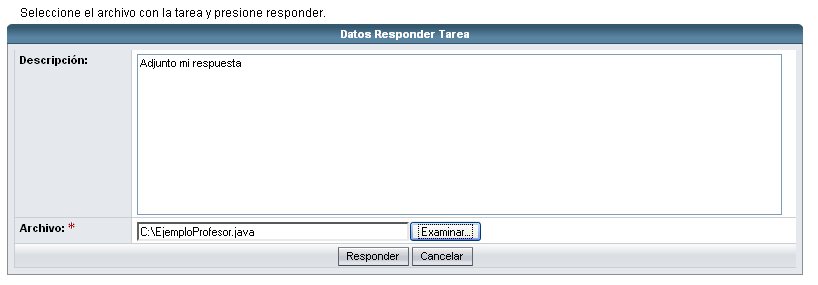 Seleccione el archivo con la tarea y presione responder.
Datos Responder Tarea
Descripción:
Adjunto mi respuesta
Archivo: *
C:\EjemploProfesor.java
Examinar...
Responder
Cancelar